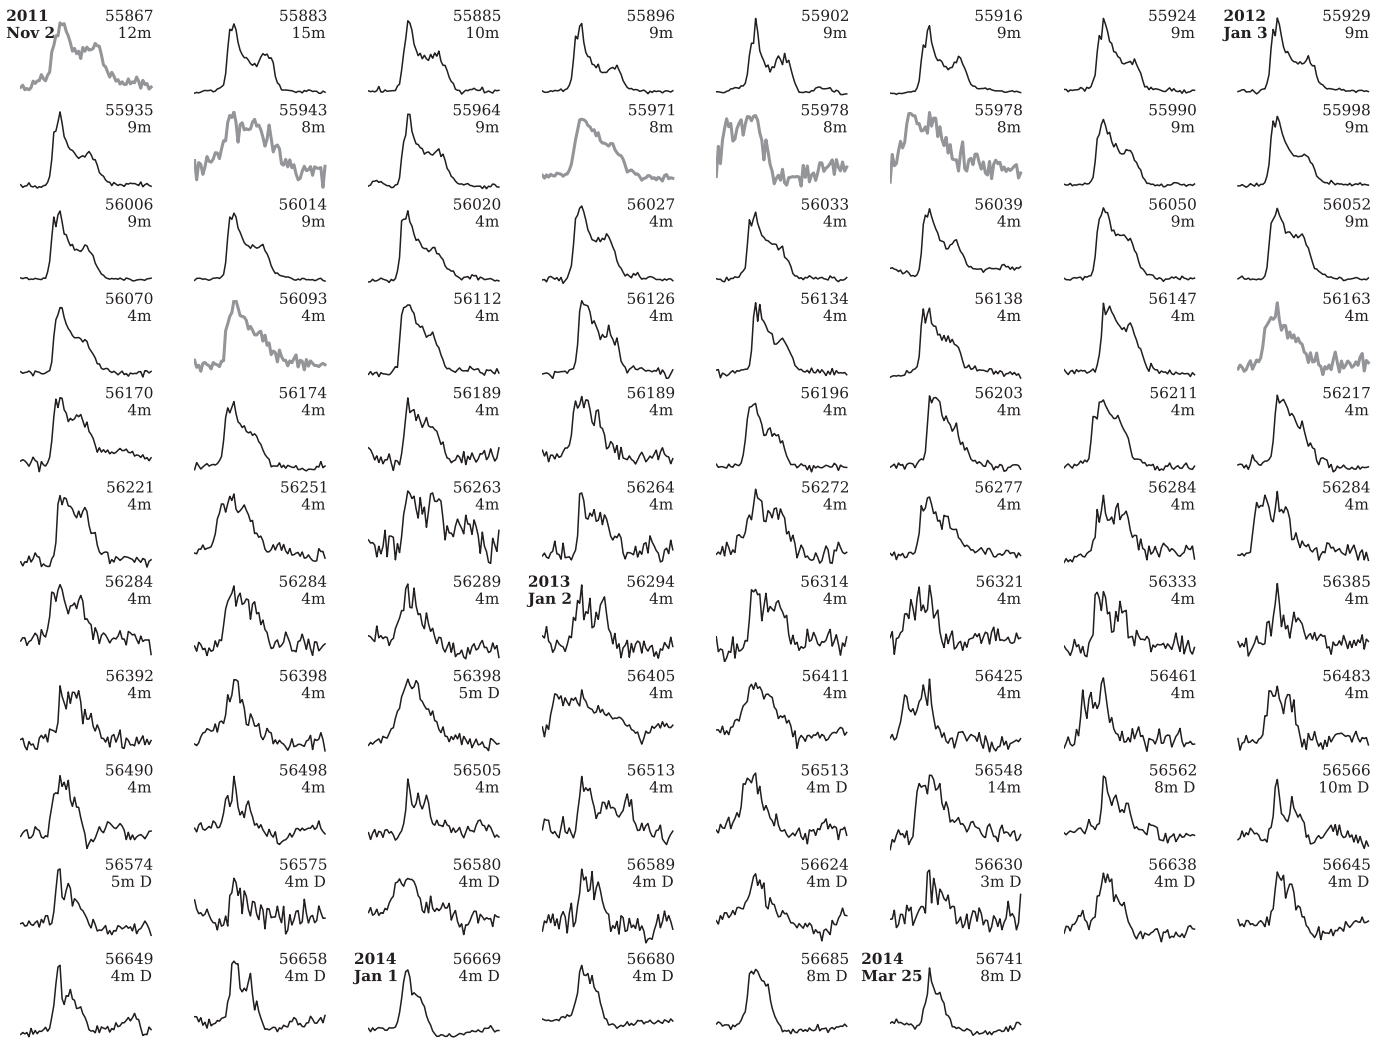 2011 55867
Nov 2 12m
55883
15m
55885
10m
55896
9m
55902
9m
55916
9m
55924
9m
2012 55929
Jan 3 9m
55935
9m
55943
8m
55964
9m
55971
8m
55978
8m
55978
8m
55990
9m
55998
9m
56006
9m
56014
9m
56020
4m
56027
4m
56033
4m
56039
4m
56050
9m
56052
9m
56070
4m
56093
4m
56112
4m
56126
4m
56134
4m
56138
4m
56147
4m
56163
4m
56170
4m
56174
4m
56189
4m
56189
4m
56196
4m
56203
4m
56211
4m
56217
4m
56221
4m
56251
4m
56263
4m
56264
4m
56272
4m
56277
4m
56284
4m
56284
4m
56284
4m
56284
4m
56289
4m
2013 56294
Jan 2 4m
56314
4m
56321
4m
56333
4m
56385
4m
56392
4m
56398
4m
56398
5m D
56405
4m
56411
4m
56425
4m
56461
4m
56483
4m
56490
4m
56498
4m
56505
4m
56513
4m
56513
4m D
56548
14m
56562
8m D
56566
10m D
56574
5m D
56575
4m D
56580
4m D
56589
4m D
56624
4m D
56630
3m D
56638
4m D
56645
4m D
56649
4m D
56658
4m D
2014 56669
Jan 1 4m D
56680
4m D
56685
8m D
2014 56741
Mar 25 8m D